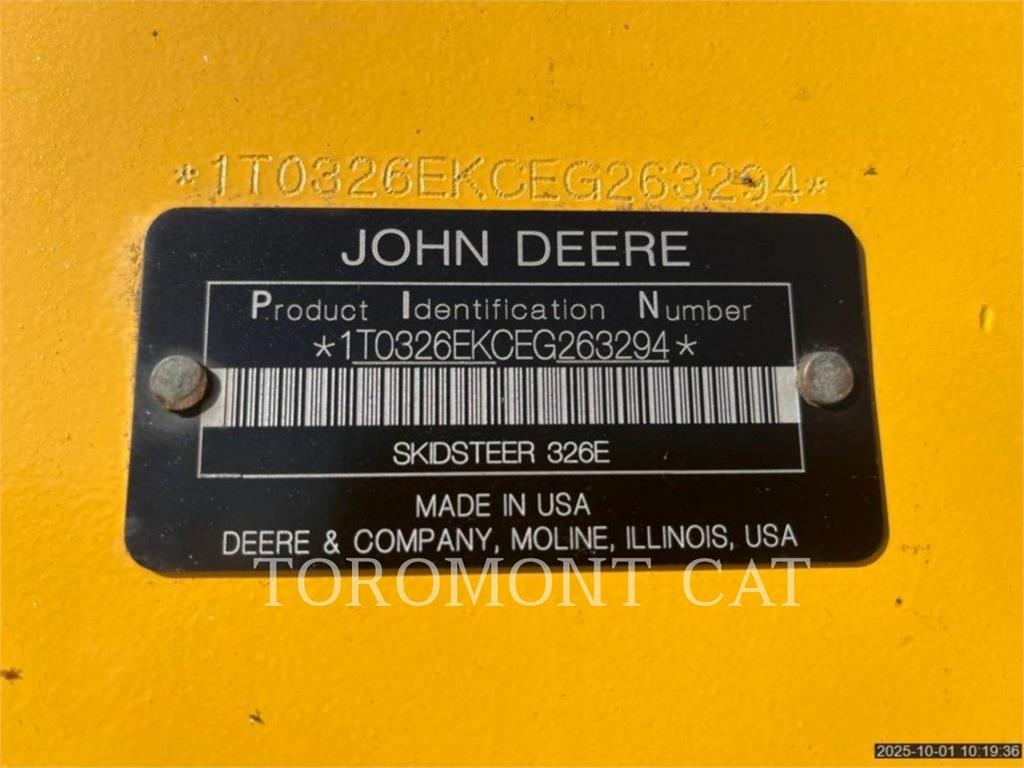 *1T0326EKCEG263294*
JOHN DEERE
Product Identification Number
*1T0326EKCEG263294*
SKIDSTEER 326E
MADE IN USA
DEERE & COMPANY, MOLINE, ILLINOIS, USA
TOROMONT CAT
2025-10-01 10:19:36